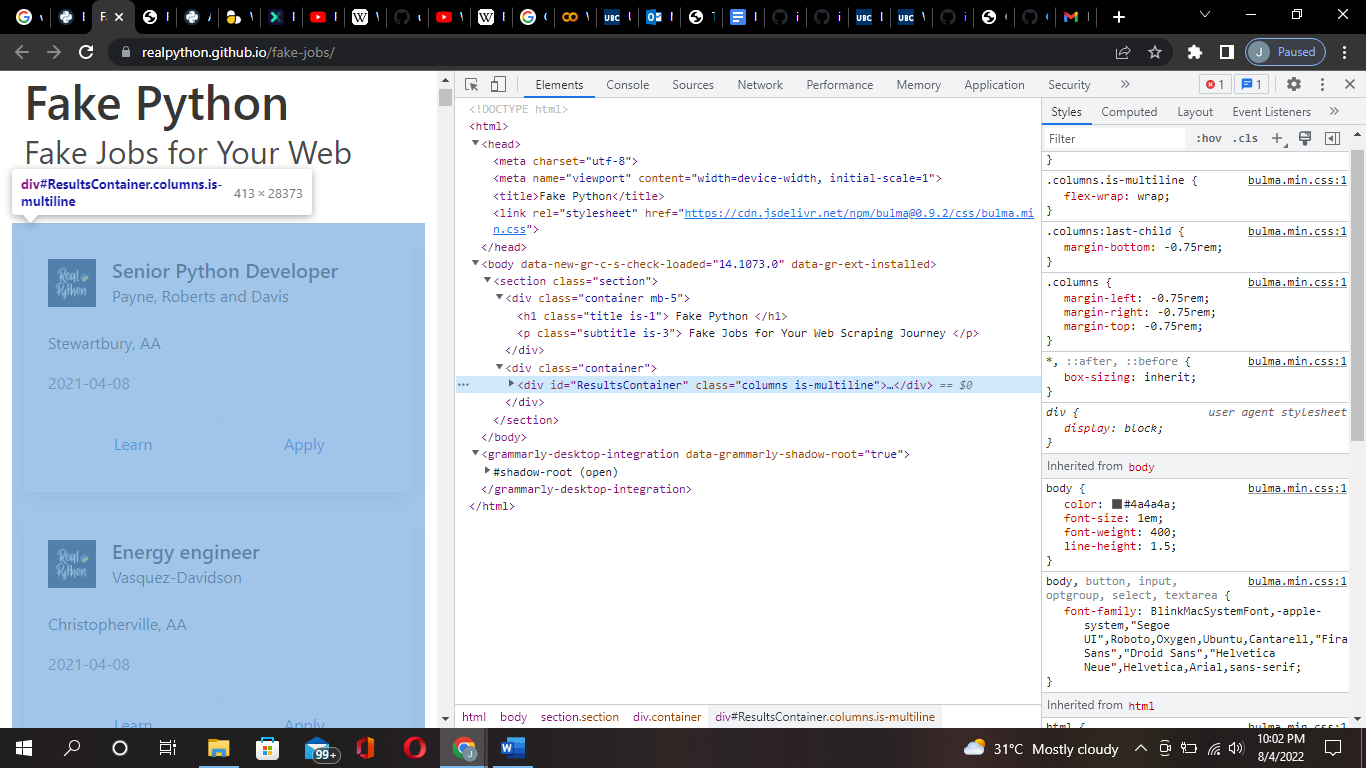 Fa
UBC
UBC
UBC
Paused
realpython.github.io/fake-jobs/
Fake Python
Fake Jobs for Your Web
div#ResultsContainer.columns.is-
multiline
413 × 28373
Real
Python
Senior Python Developer
Payne, Roberts and Davis
Stewartbury, AA
2021-04-08
Learn Apply
Real
Python
Energy engineer
Vasquez-Davidson
Christopherville, AA
2021-04-08
Learn Apply
Elements Console Sources Network Performance Memory Application Security » 1 1
<!DOCTYPE html>
<html>
<head>
<meta charset="utf-8">
<meta name="viewport" content="width=device-width, initial-scale=1">
<title>Fake Python</title>
<link rel="stylesheet" href="https://cdn.jsdelivr.net/npm/bulma@0.9.2/css/bulma.mi
n.css">
</head>
<body data-new-gr-c-s-check-loaded="14.1073.0" data-gr-ext-installed>
<section class="section">
<div class="container mb-5">
<h1 class="title is-1"> Fake Python </h1>
<p class="subtitle is-3"> Fake Jobs for Your Web Scraping Journey </p>
</div>
<div class="container">
… <div id="ResultsContainer" class="columns is-multiline">…</div> == $0
</div>
</section>
</body>
<grammarly-desktop-integration data-grammarly-shadow-root="true">
#shadow-root (open)
</grammarly-desktop-integration>
</html>
html body section.section div.container div#ResultsContainer.columns.is-multiline
Styles Computed Layout Event Listeners »
Filter :hov .cls +
}
.columns.is-multiline { bulma.min.css:1
flex-wrap: wrap;
}
.columns:last-child { bulma.min.css:1
margin-bottom: -0.75rem;
}
.columns { bulma.min.css:1
margin-left: -0.75rem;
margin-right: -0.75rem;
margin-top: -0.75rem;
}
*, ::after, ::before { bulma.min.css:1
box-sizing: inherit;
}
div { user agent stylesheet
display: block;
}
Inherited from body
body { bulma.min.css:1
color: #4a4a4a;
font-size: 1em;
font-weight: 400;
line-height: 1.5;
}
body, button, input, bulma.min.css:1
optgroup, select, textarea {
font-family: BlinkMacSystemFont,-apple-
system,"Segoe
UI",Roboto,Oxygen,Ubuntu,Cantarell,"Fira
Sans","Droid Sans","Helvetica
Neue",Helvetica,Arial,sans-serif;
}
Inherited from html
html { bulma.min.css:1
99+
31°C Mostly cloudy
10:02 PM
8/4/2022